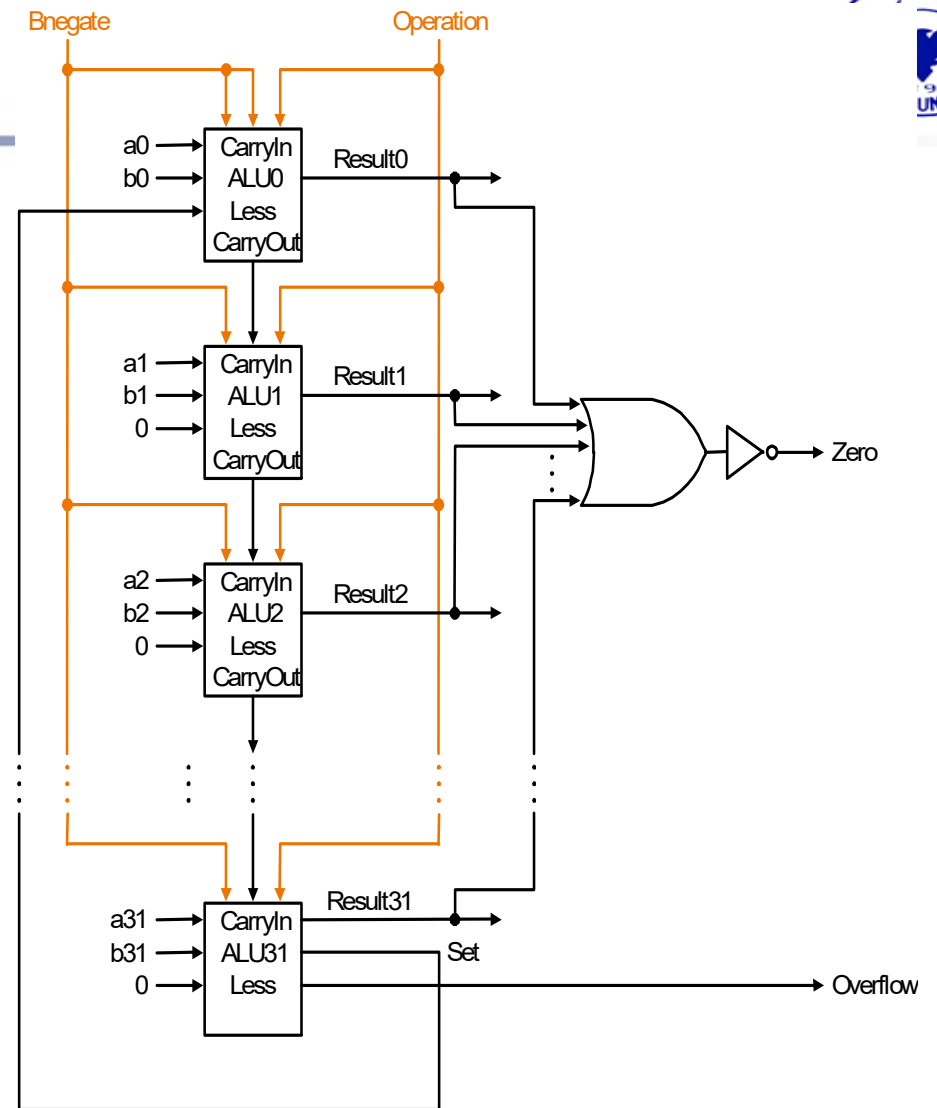 Bnegate
Operation
a0
b0
CarryIn
ALU0
Less
CarryOut
Result0
a1
b1
0
CarryIn
ALU1
Less
CarryOut
Result1
Zero
a2
b2
0
CarryIn
ALU2
Less
CarryOut
Result2
a31
b31
0
CarryIn
ALU31
Less
Result31
Set
Overflow